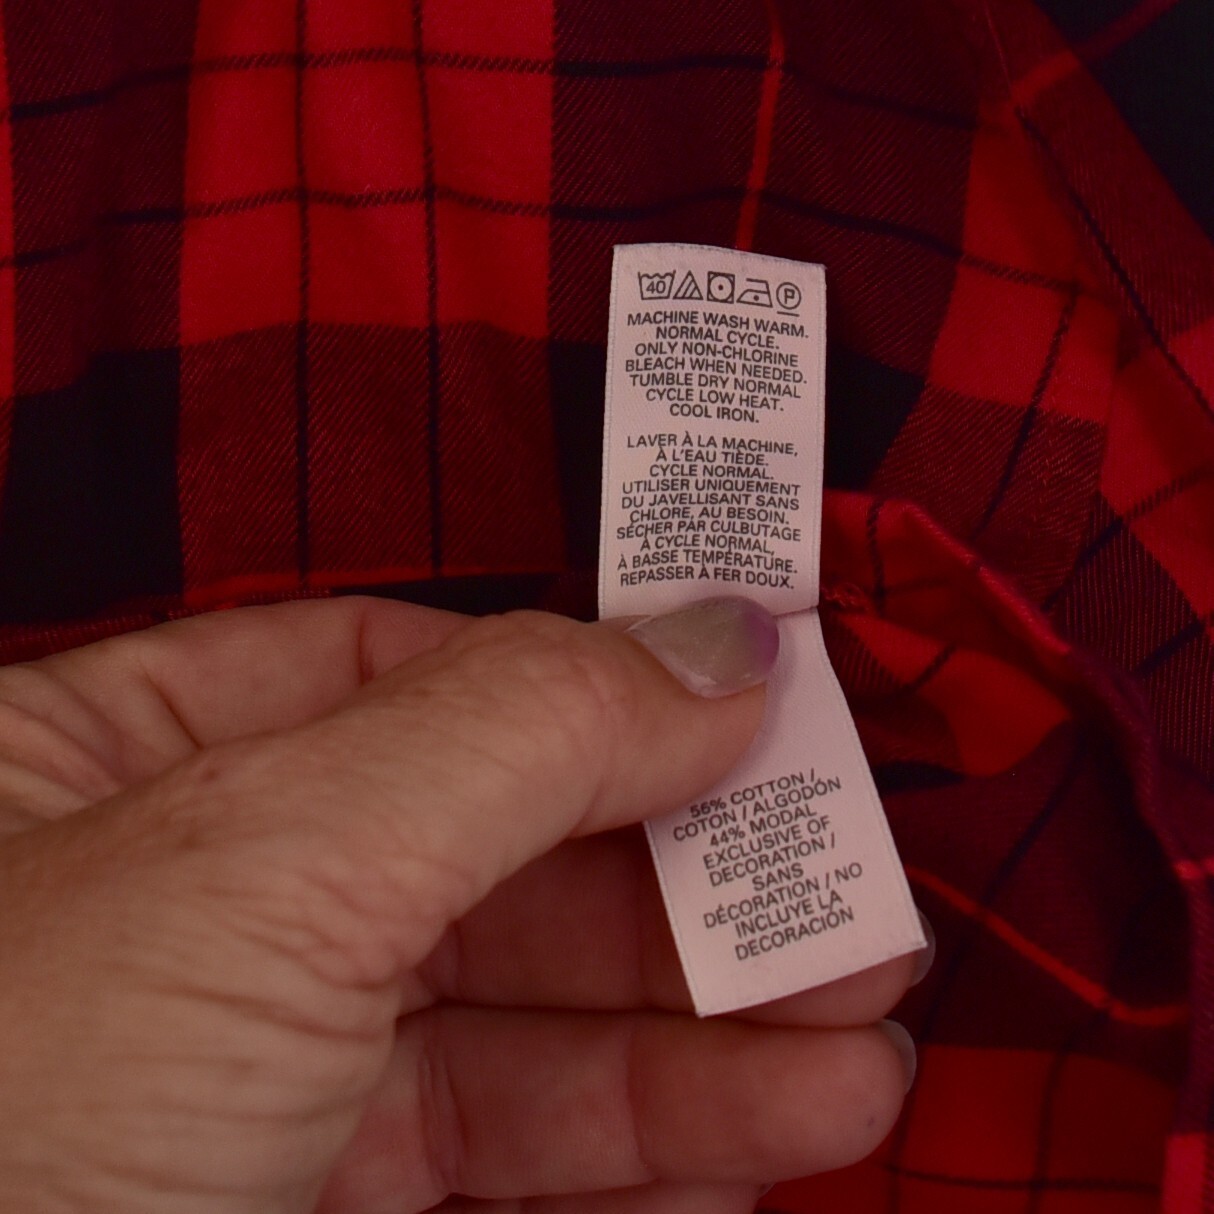 40 P
MACHINE WASH WARM.
NORMAL CYCLE.
ONLY NON-CHLORINE
BLEACH WHEN NEEDED.
TUMBLE DRY NORMAL
CYCLE LOW HEAT.
COOL IRON.
LAVER À LA MACHINE,
À L'EAU TIÈDE.
CYCLE NORMAL.
UTILISER UNIQUEMENT
DU JAVELLISANT SANS
CHLORE, AU BESOIN.
SÉCHER PAR CULBUTAGE
À CYCLE NORMAL,
À BASSE TEMPÉRATURE.
REPASSER À FER DOUX.
56% COTTON /
COTON / ALGODÓN
44% MODAL
EXCLUSIVE OF
DECORATION /
SANS
DÉCORATION / NO
INCLUYE LA
DECORACIÓN